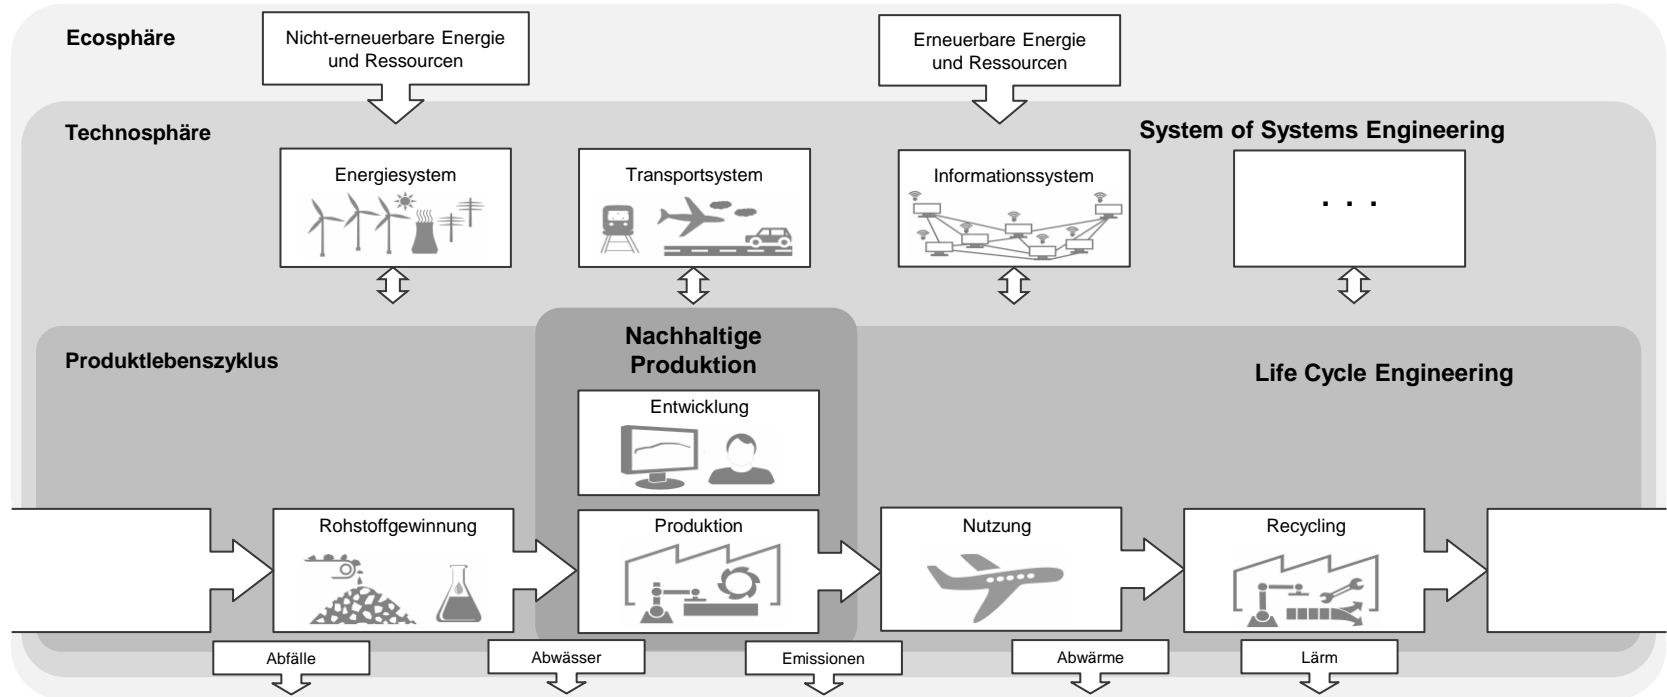 Ecosphäre
Nicht-erneuerbare Energie
und Ressourcen
Erneuerbare Energie
und Ressourcen
Technosphäre
System of Systems Engineering
Energiesystem
Transportsystem
Informationssystem
. . .
Nachhaltige
Produktion
Produktlebenszyklus
Life Cycle Engineering
Entwicklung
Rohstoffgewinnung
Produktion
Nutzung
Recycling
Abfälle
Abwässer
Emissionen
Abwärme
Lärm